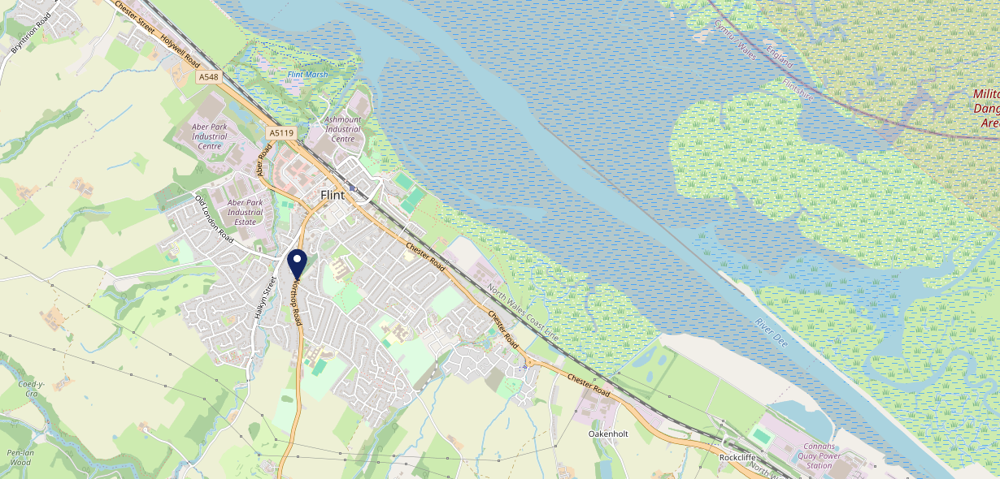 Chester Street
Bryntirion Road
Holywell Road
A548
Flint Marsh
Cymru / Wales
England
Flintshire
Aber Park
Industrial
Centre
A5119
Ashmount
Industrial
Centre
Aber Road
Flint
Old London Road
Aber Park
Industrial
Estate
Chester Road
Halkyn Street
Northop Road
North Wales Coast Line
Chester Road
River Dee
Chester Road
Coed-y-
Cra
Oakenholt
Pen-lan
Wood
Connahs
Quay Power
Station
Rockcliffe